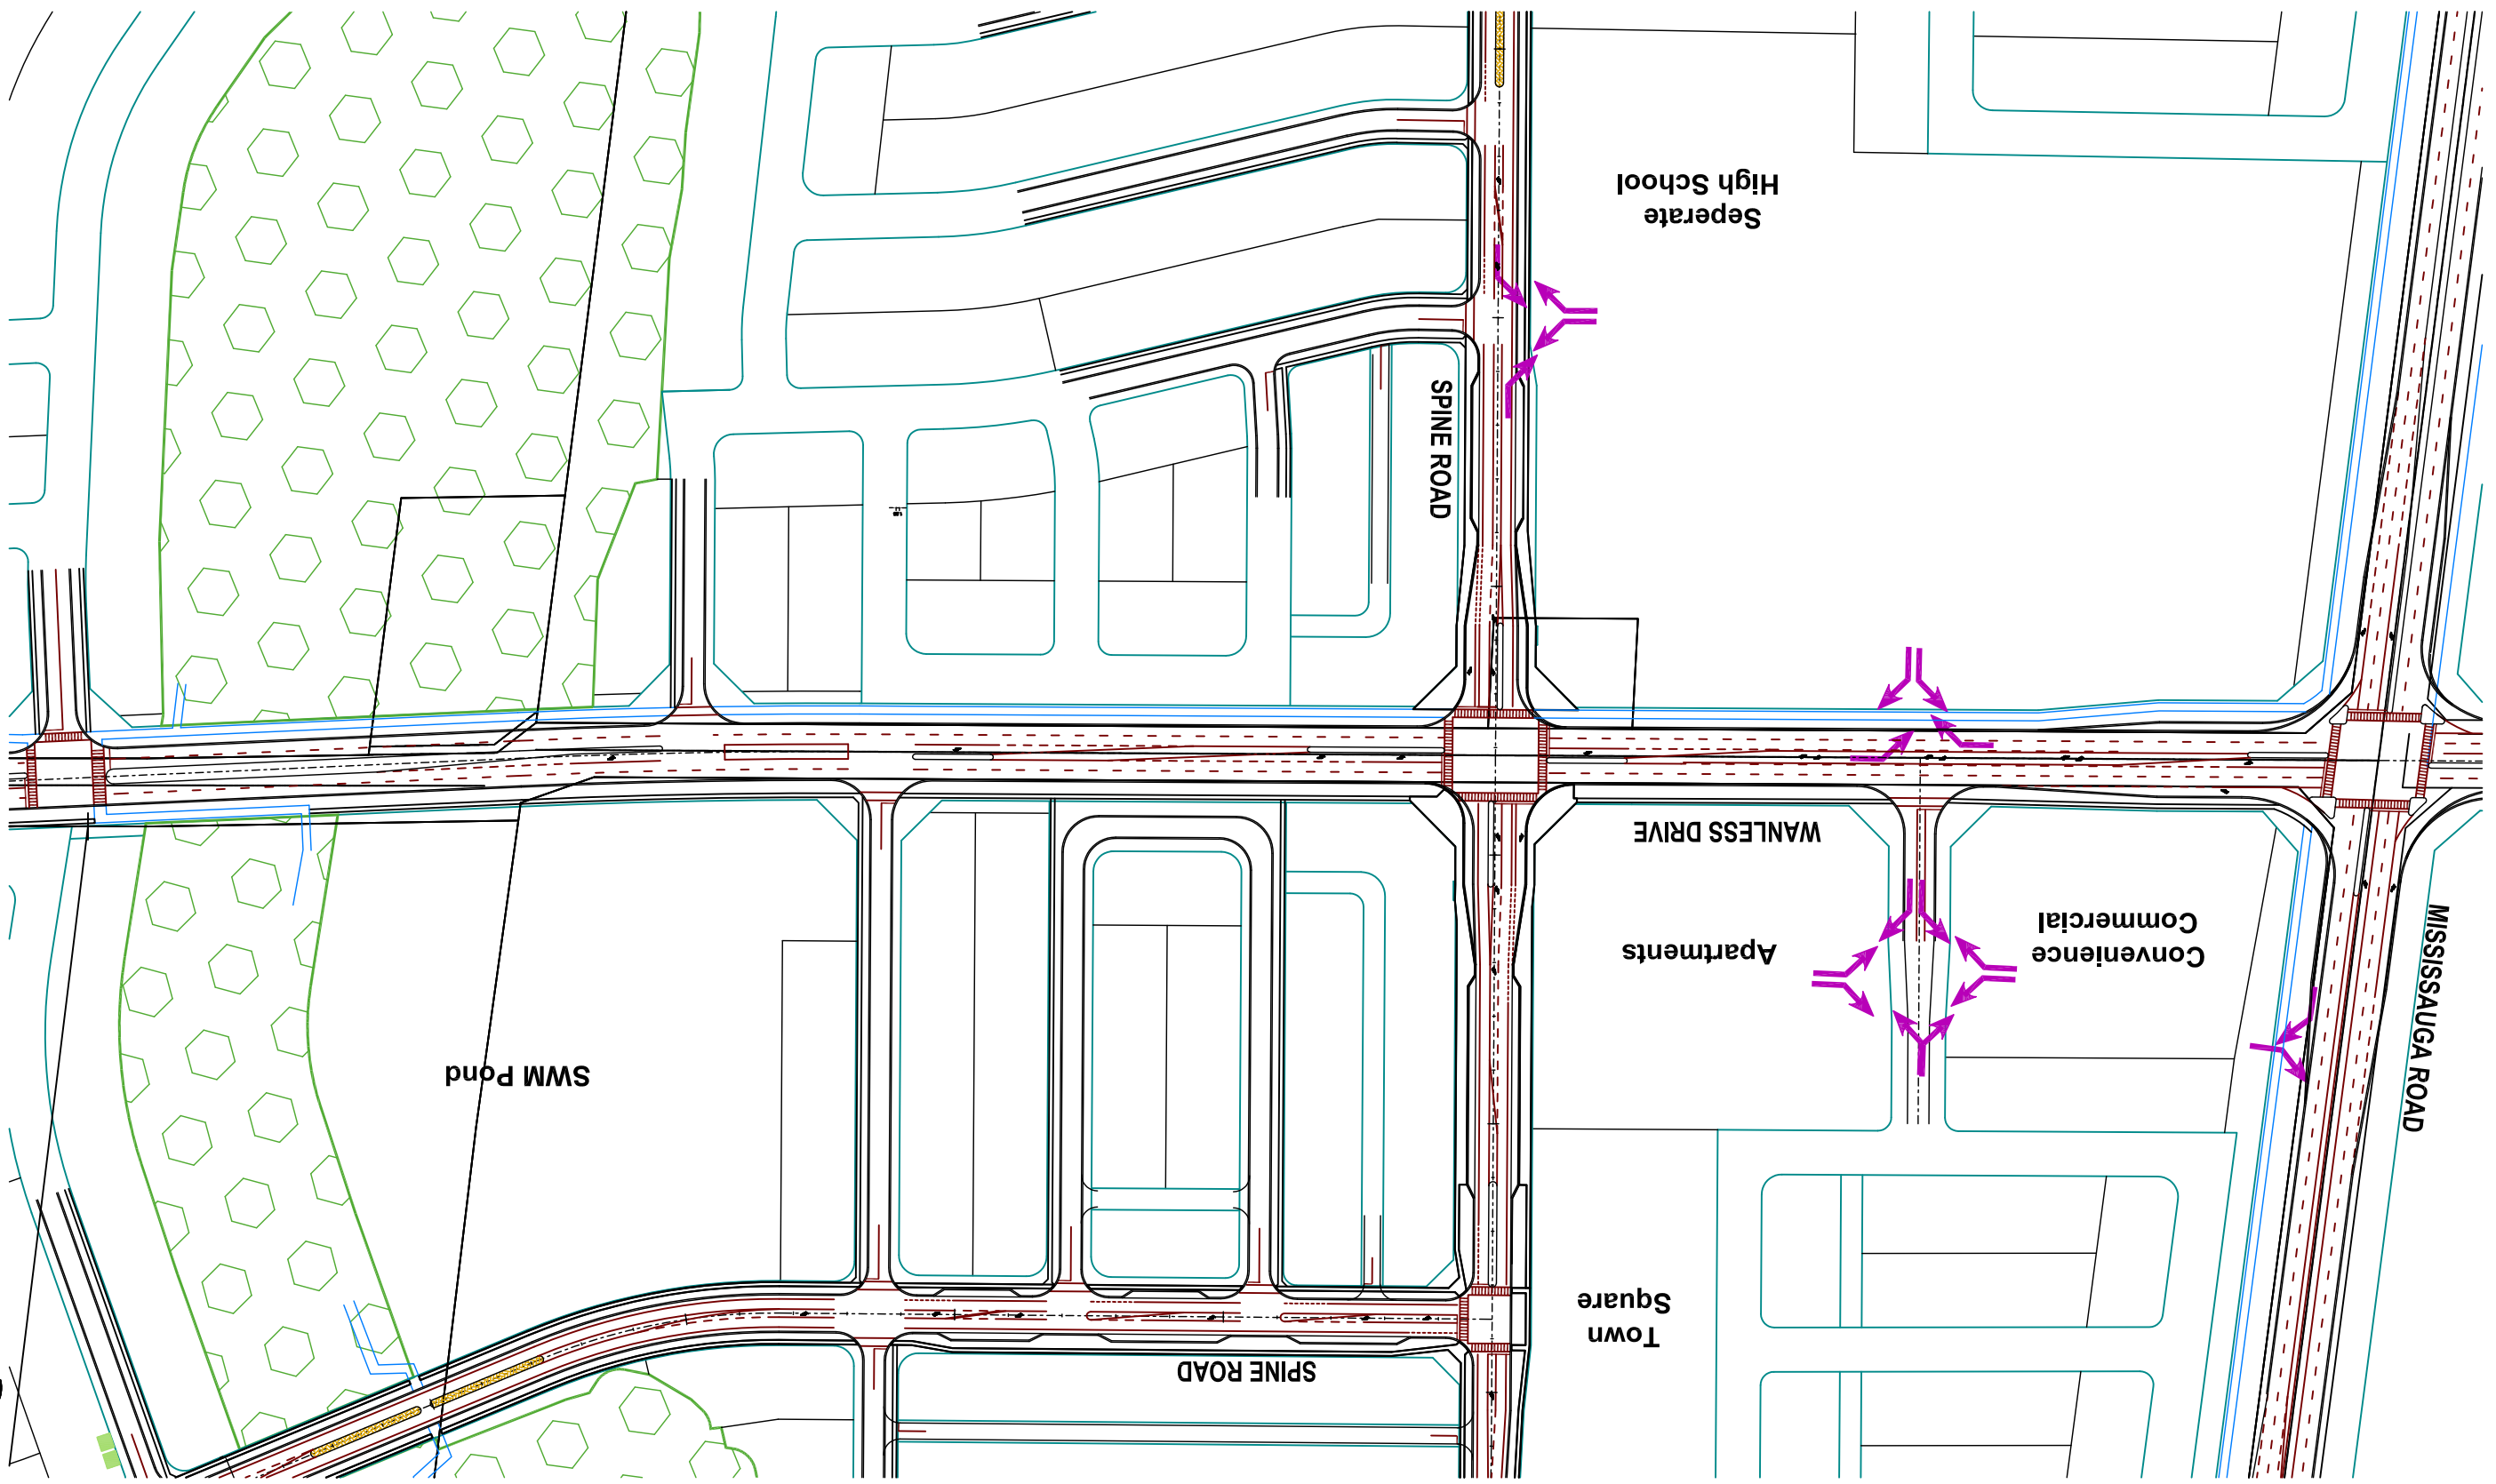 Seperate
High School
SPINE ROAD
WANLESS DRIVE
Apartments
Convenience
Commercial
MISSISSAUGA ROAD
SWM Pond
Town
Square
SPINE ROAD